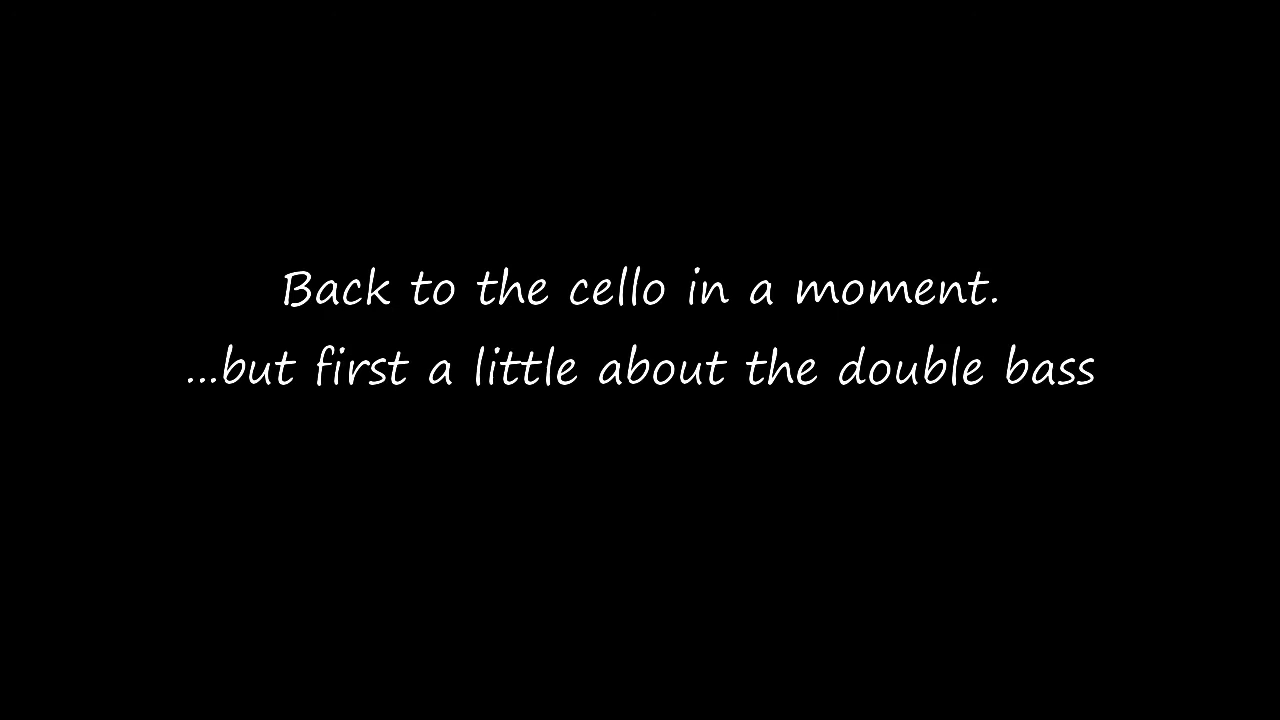 Back to the cello in a moment.
...but first a little about the double bass